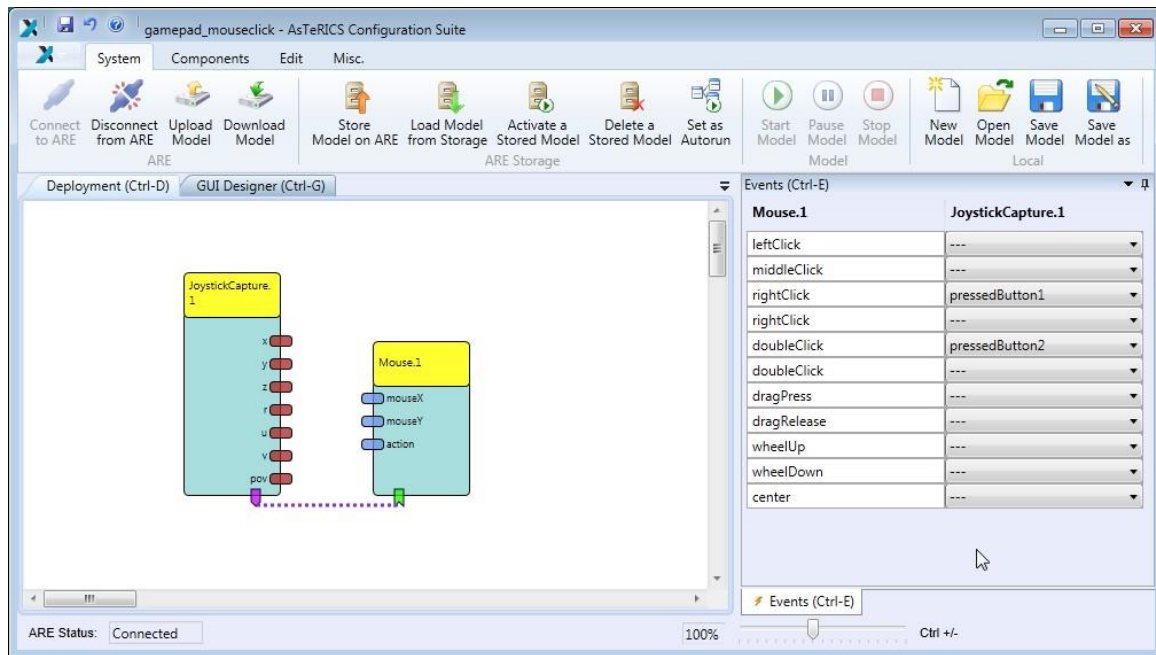 gamepad_mouseclick - AsTeRICS Configuration Suite
System Components Edit Misc.
Connect to ARE
Disconnect from ARE
Upload Model
Download Model
Store Model on ARE
Load Model from Storage
Activate a Stored Model
Delete a Stored Model
Set as Autorun
Start Model
Pause Model
Stop Model
New Model
Open Model
Save Model
Save Model as
ARE ARE Storage Model Local
Deployment (Ctrl-D) GUI Designer (Ctrl-G)
JoystickCapture.
1
x
y
z
r
u
v
pov
Mouse.1
mouseX
mouseY
action
Events (Ctrl-E)
Mouse.1 JoystickCapture.1
leftClick ---
middleClick ---
rightClick pressedButton1
rightClick ---
doubleClick pressedButton2
doubleClick ---
dragPress ---
dragRelease ---
wheelUp ---
wheelDown ---
center ---
Events (Ctrl-E)
ARE Status: Connected 100% Ctrl +/-